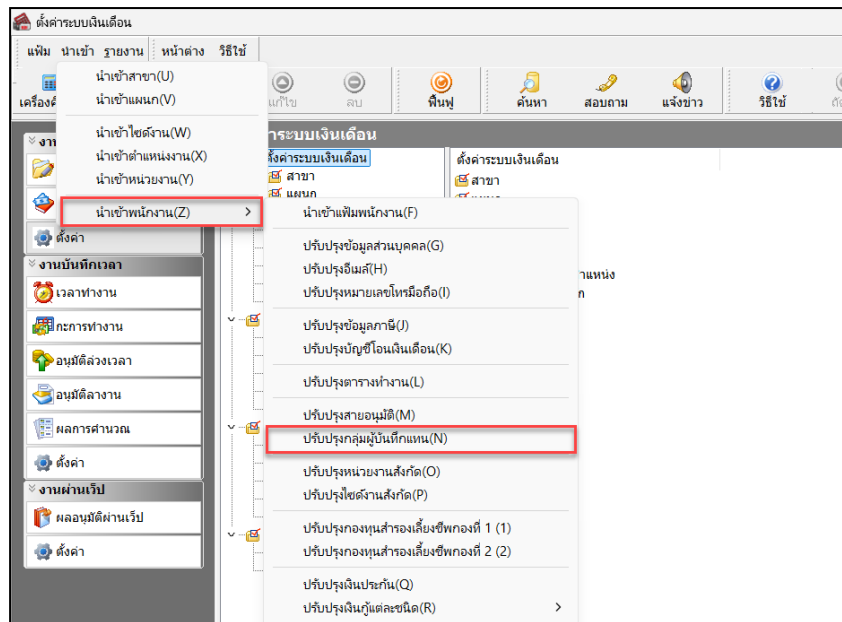 ตั้งค่าระบบเงินเดือน
แฟ้ม นำเข้า รายงาน หน้าต่าง วิธีใช้
แก้ไข ลบ ฟื้นฟู ค้นหา สอบถาม แจ้งข่าว วิธีใช้
นำเข้าสาขา(U)
นำเข้าแผนก(V)
นำเข้าไซด์งาน(W)
นำเข้าตำแหน่งงาน(X)
นำเข้าหน่วยงาน(Y)
นำเข้าพนักงาน(Z)
ตั้งค่าระบบเงินเดือน
สาขา
แผนก
ตั้งค่าระบบเงินเดือน
สาขา
นำเข้าแฟ้มพนักงาน(F)
ปรับปรุงข้อมูลส่วนบุคคล(G)
ปรับปรุงอีเมล์(H)
ปรับปรุงหมายเลขโทรมือถือ(I)
ปรับปรุงข้อมูลภาษี(J)
ปรับปรุงบัญชีโอนเงินเดือน(K)
ปรับปรุงตารางทำงาน(L)
ปรับปรุงสายอนุมัติ(M)
ปรับปรุงกลุ่มผู้บันทึกแทน(N)
ปรับปรุงหน่วยงานสังกัด(O)
ปรับปรุงไซด์งานสังกัด(P)
ปรับปรุงกองทุนสำรองเลี้ยงชีพกองที่ 1 (1)
ปรับปรุงกองทุนสำรองเลี้ยงชีพกองที่ 2 (2)
ปรับปรุงเงินประกัน(Q)
ปรับปรุงเงินกู้แต่ละชนิด(R)
ตั้งค่า
งานบันทึกเวลา
เวลาทำงาน
กะการทำงาน
อนุมัติล่วงเวลา
อนุมัติลางาน
ผลการคำนวณ
ตั้งค่า
งานผ่านเว็ป
ผลอนุมัติผ่านเว็ป
ตั้งค่า